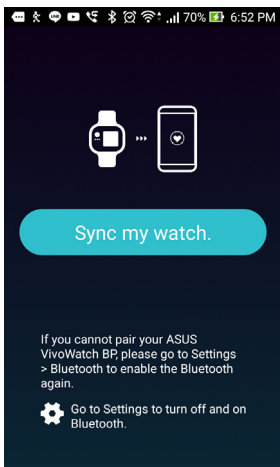 70% 6:52 PM
Sync my watch.
If you cannot pair your ASUS
VivoWatch BP, please go to Settings
> Bluetooth to enable the Bluetooth
again.
Go to Settings to turn off and on
Bluetooth.